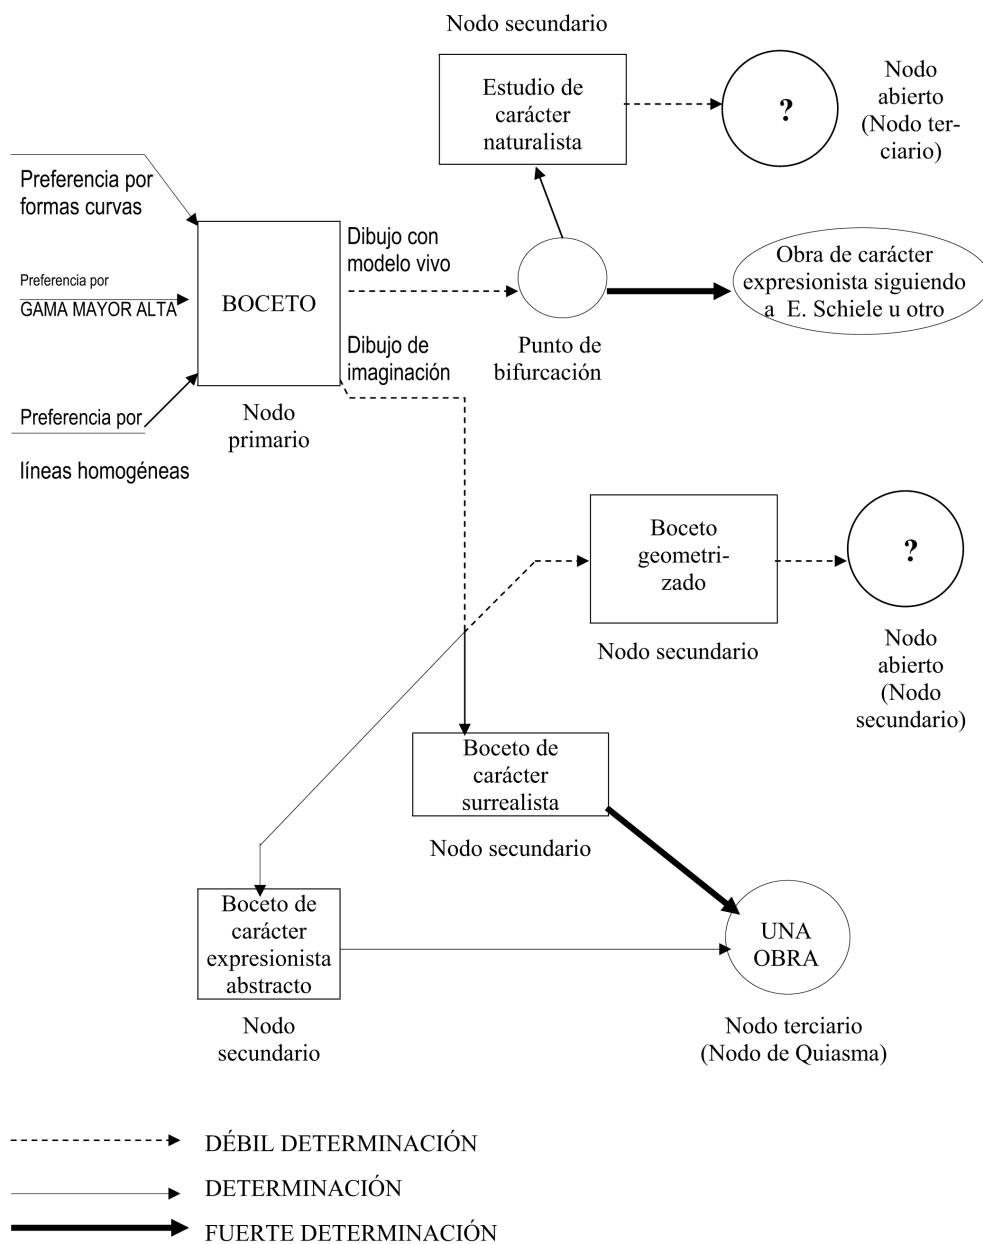 Nodo secundario
Estudio de
carácter
naturalista
?
Nodo
abierto
(Nodo ter-
ciario)
Preferencia por
formas curvas
Preferencia por
GAMA MAYOR ALTA
Preferencia por
líneas homogéneas
BOCETO
Nodo
primario
Dibujo con
modelo vivo
Dibujo de
imaginación
Punto de
bifurcación
Obra de carácter
expresionista siguiendo
a E. Schiele u otro
Boceto
geometri-
zado
Nodo secundario
?
Nodo
abierto
(Nodo
secundario)
Boceto de
carácter
surrealista
Nodo secundario
Boceto de
carácter
expresionista
abstracto
Nodo
secundario
UNA
OBRA
Nodo terciario
(Nodo de Quiasma)
DÉBIL DETERMINACIÓN
DETERMINACIÓN
FUERTE DETERMINACIÓN